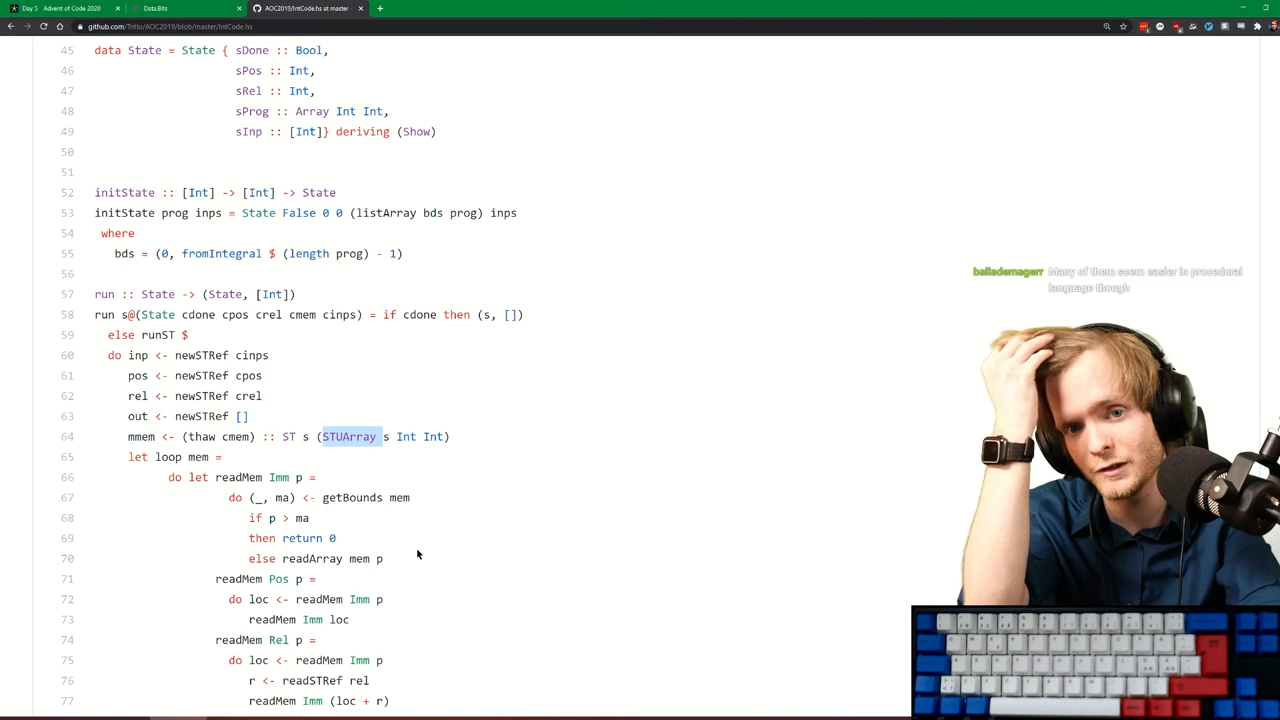 Day 5 Advent of Code 2020
Data.Bits
AOC2019/IntCode.hs at master
github.com/Tritlo/AOC2019/blob/master/IntCode.hs
45 data State = State { sDone :: Bool,
46 sPos :: Int,
47 sRel :: Int,
48 sProg :: Array Int Int,
49 sInp :: [Int]} deriving (Show)
50
51
52 initState :: [Int] -> [Int] -> State
53 initState prog inps = State False 0 0 (listArray bds prog) inps
54 where
55 bds = (0, fromIntegral $ (length prog) - 1)
56
57 run :: State -> (State, [Int])
58 run s@(State cdone cpos crel cmem cinps) = if cdone then (s, [])
59 else runST $
60 do inp <- newSTRef cinps
61 pos <- newSTRef cpos
62 rel <- newSTRef crel
63 out <- newSTRef []
64 mmem <- (thaw cmem) :: ST s (STUArray s Int Int)
65 let loop mem =
66 do let readMem Imm p =
67 do (_, ma) <- getBounds mem
68 if p > ma
69 then return 0
70 else readArray mem p
71 readMem Pos p =
72 do loc <- readMem Imm p
73 readMem Imm loc
74 readMem Rel p =
75 do loc <- readMem Imm p
76 r <- readSTRef rel
77 readMem Imm (loc + r)
ballademagerr Many of them seem easier in procedural
language though